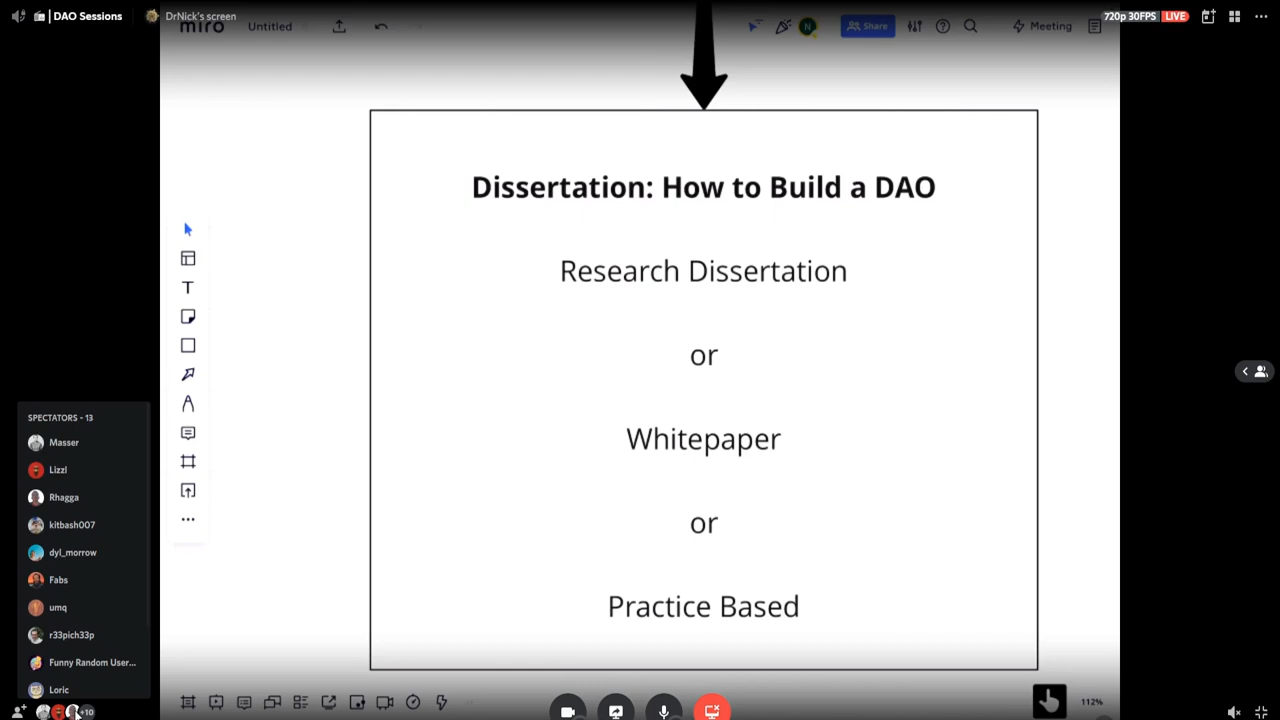 DAO Sessions
DrNick's screen
720p 30FPS LIVE
miro
Untitled
N
Share
Meeting
Dissertation: How to Build a DAO
Research Dissertation
or
Whitepaper
or
Practice Based
T
SPECTATORS - 13
Masser
Lizzl
Rhagga
kitbash007
dyl_morrow
Fabs
umq
r33pich33p
Funny Random User...
Loric
+10
112%